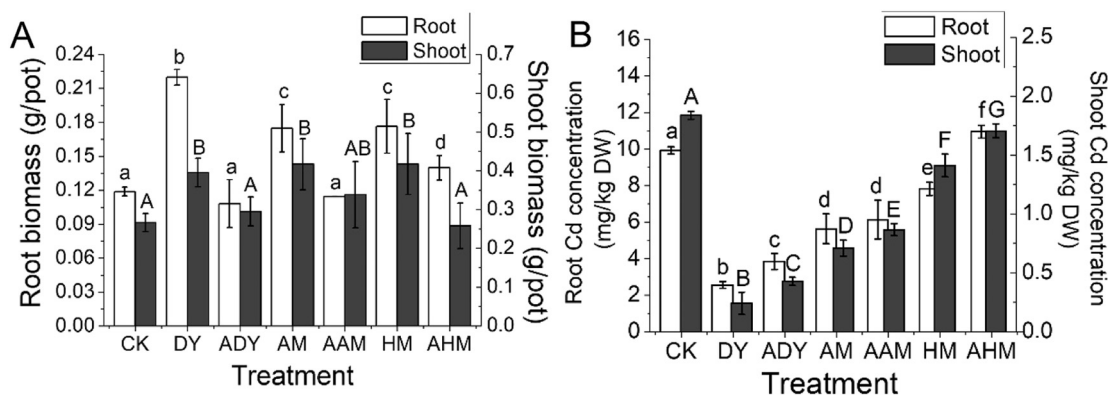 A
Root
Shoot
Root biomass (g/pot)
0.24
0.21
0.18
0.15
0.12
0.09
0.06
0.03
0.00
a A b B a A c B a AB c B d A
0.7
0.6
0.5
0.4
0.3
0.2
0.1
0.0
Shoot biomass (g/pot)
CK DY ADY AM AAM HM AHM
Treatment
B
Root
Shoot
Root Cd concentration
(mg/kg DW)
16
14
12
10
8
6
4
2
0
a A b B c C d D d E e F f G
2.5
2.0
1.5
1.0
0.5
0.0
Shoot Cd concentration
(mg/kg DW)
CK DY ADY AM AAM HM AHM
Treatment